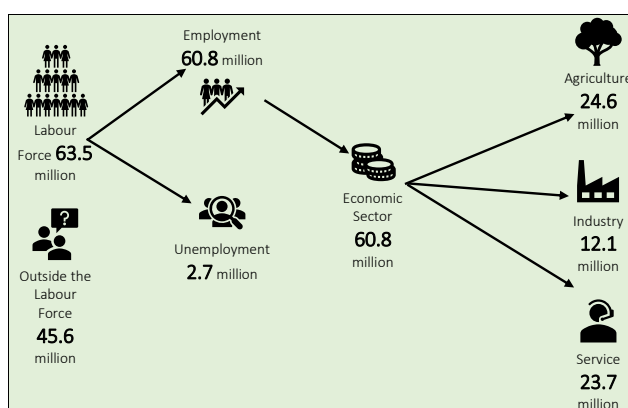 Employment
60.8 million
Labour
Force 63.5
million
Unemployment
2.7 million
Outside the
Labour
Force
45.6
million
?
Economic
Sector
60.8
million
Agriculture
24.6
million
Industry
12.1
million
Service
23.7
million